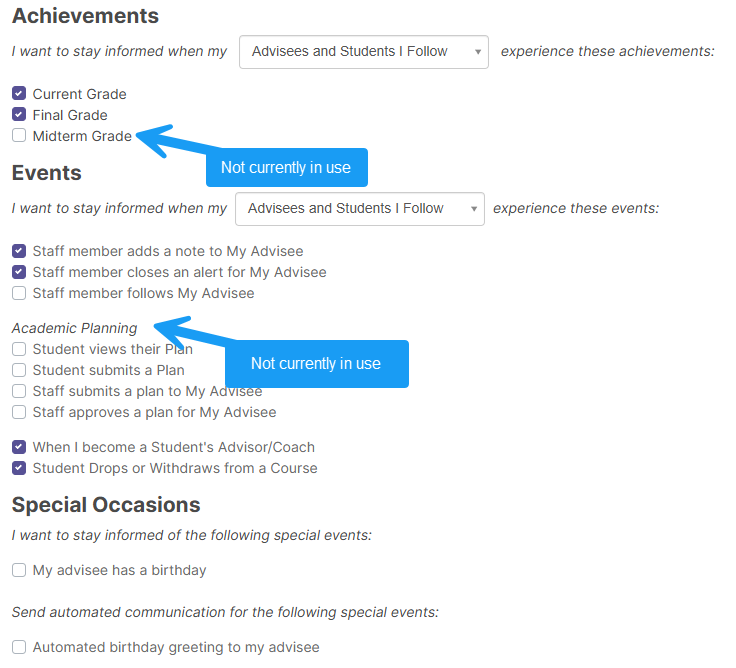 Achievements
I want to stay informed when my Advisees and Students I Follow experience these achievements:
Current Grade
Final Grade
Midterm Grade
Not currently in use
Events
I want to stay informed when my Advisees and Students I Follow experience these events:
Staff member adds a note to My Advisee
Staff member closes an alert for My Advisee
Staff member follows My Advisee
Academic Planning
Student views their Plan
Not currently in use
Student submits a Plan
Staff submits a plan to My Advisee
Staff approves a plan for My Advisee
When I become a Student's Advisor/Coach
Student Drops or Withdraws from a Course
Special Occasions
I want to stay informed of the following special events:
My advisee has a birthday
Send automated communication for the following special events:
Automated birthday greeting to my advisee